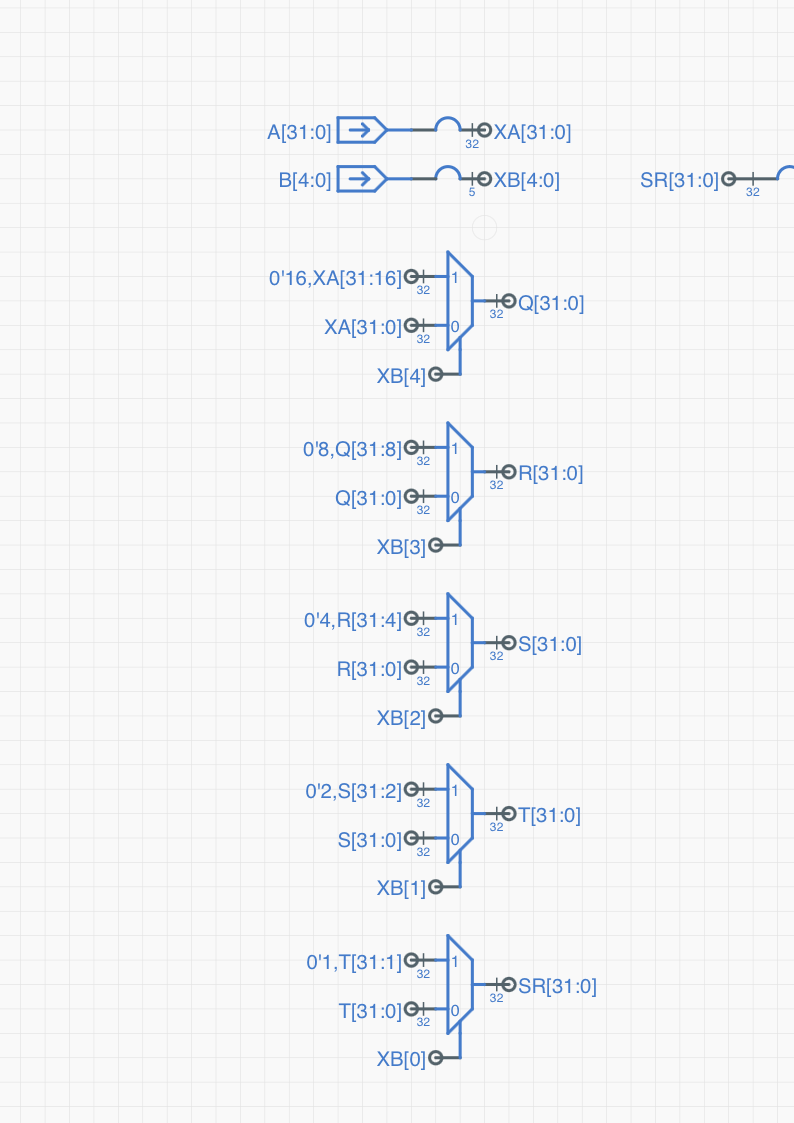 A[31:0] 32 XA[31:0]
B[4:0] 5 XB[4:0] SR[31:0] 32
0'16,XA[31:16] 32 1
32 Q[31:0]
XA[31:0] 32 0
XB[4]
0'8,Q[31:8] 32 1
32 R[31:0]
Q[31:0] 32 0
XB[3]
0'4,R[31:4] 32 1
32 S[31:0]
R[31:0] 32 0
XB[2]
0'2,S[31:2] 32 1
32 T[31:0]
S[31:0] 32 0
XB[1]
0'1,T[31:1] 32 1
32 SR[31:0]
T[31:0] 32 0
XB[0]